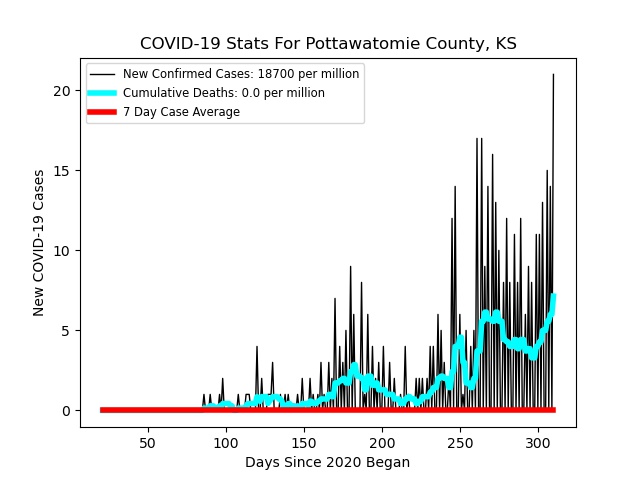 COVID-19 Stats For Pottawatomie County, KS
New Confirmed Cases: 18700 per million
Cumulative Deaths: 0.0 per million
7 Day Case Average
New COVID-19 Cases
20
15
10
5
0
50 100 150 200 250 300
Days Since 2020 Began